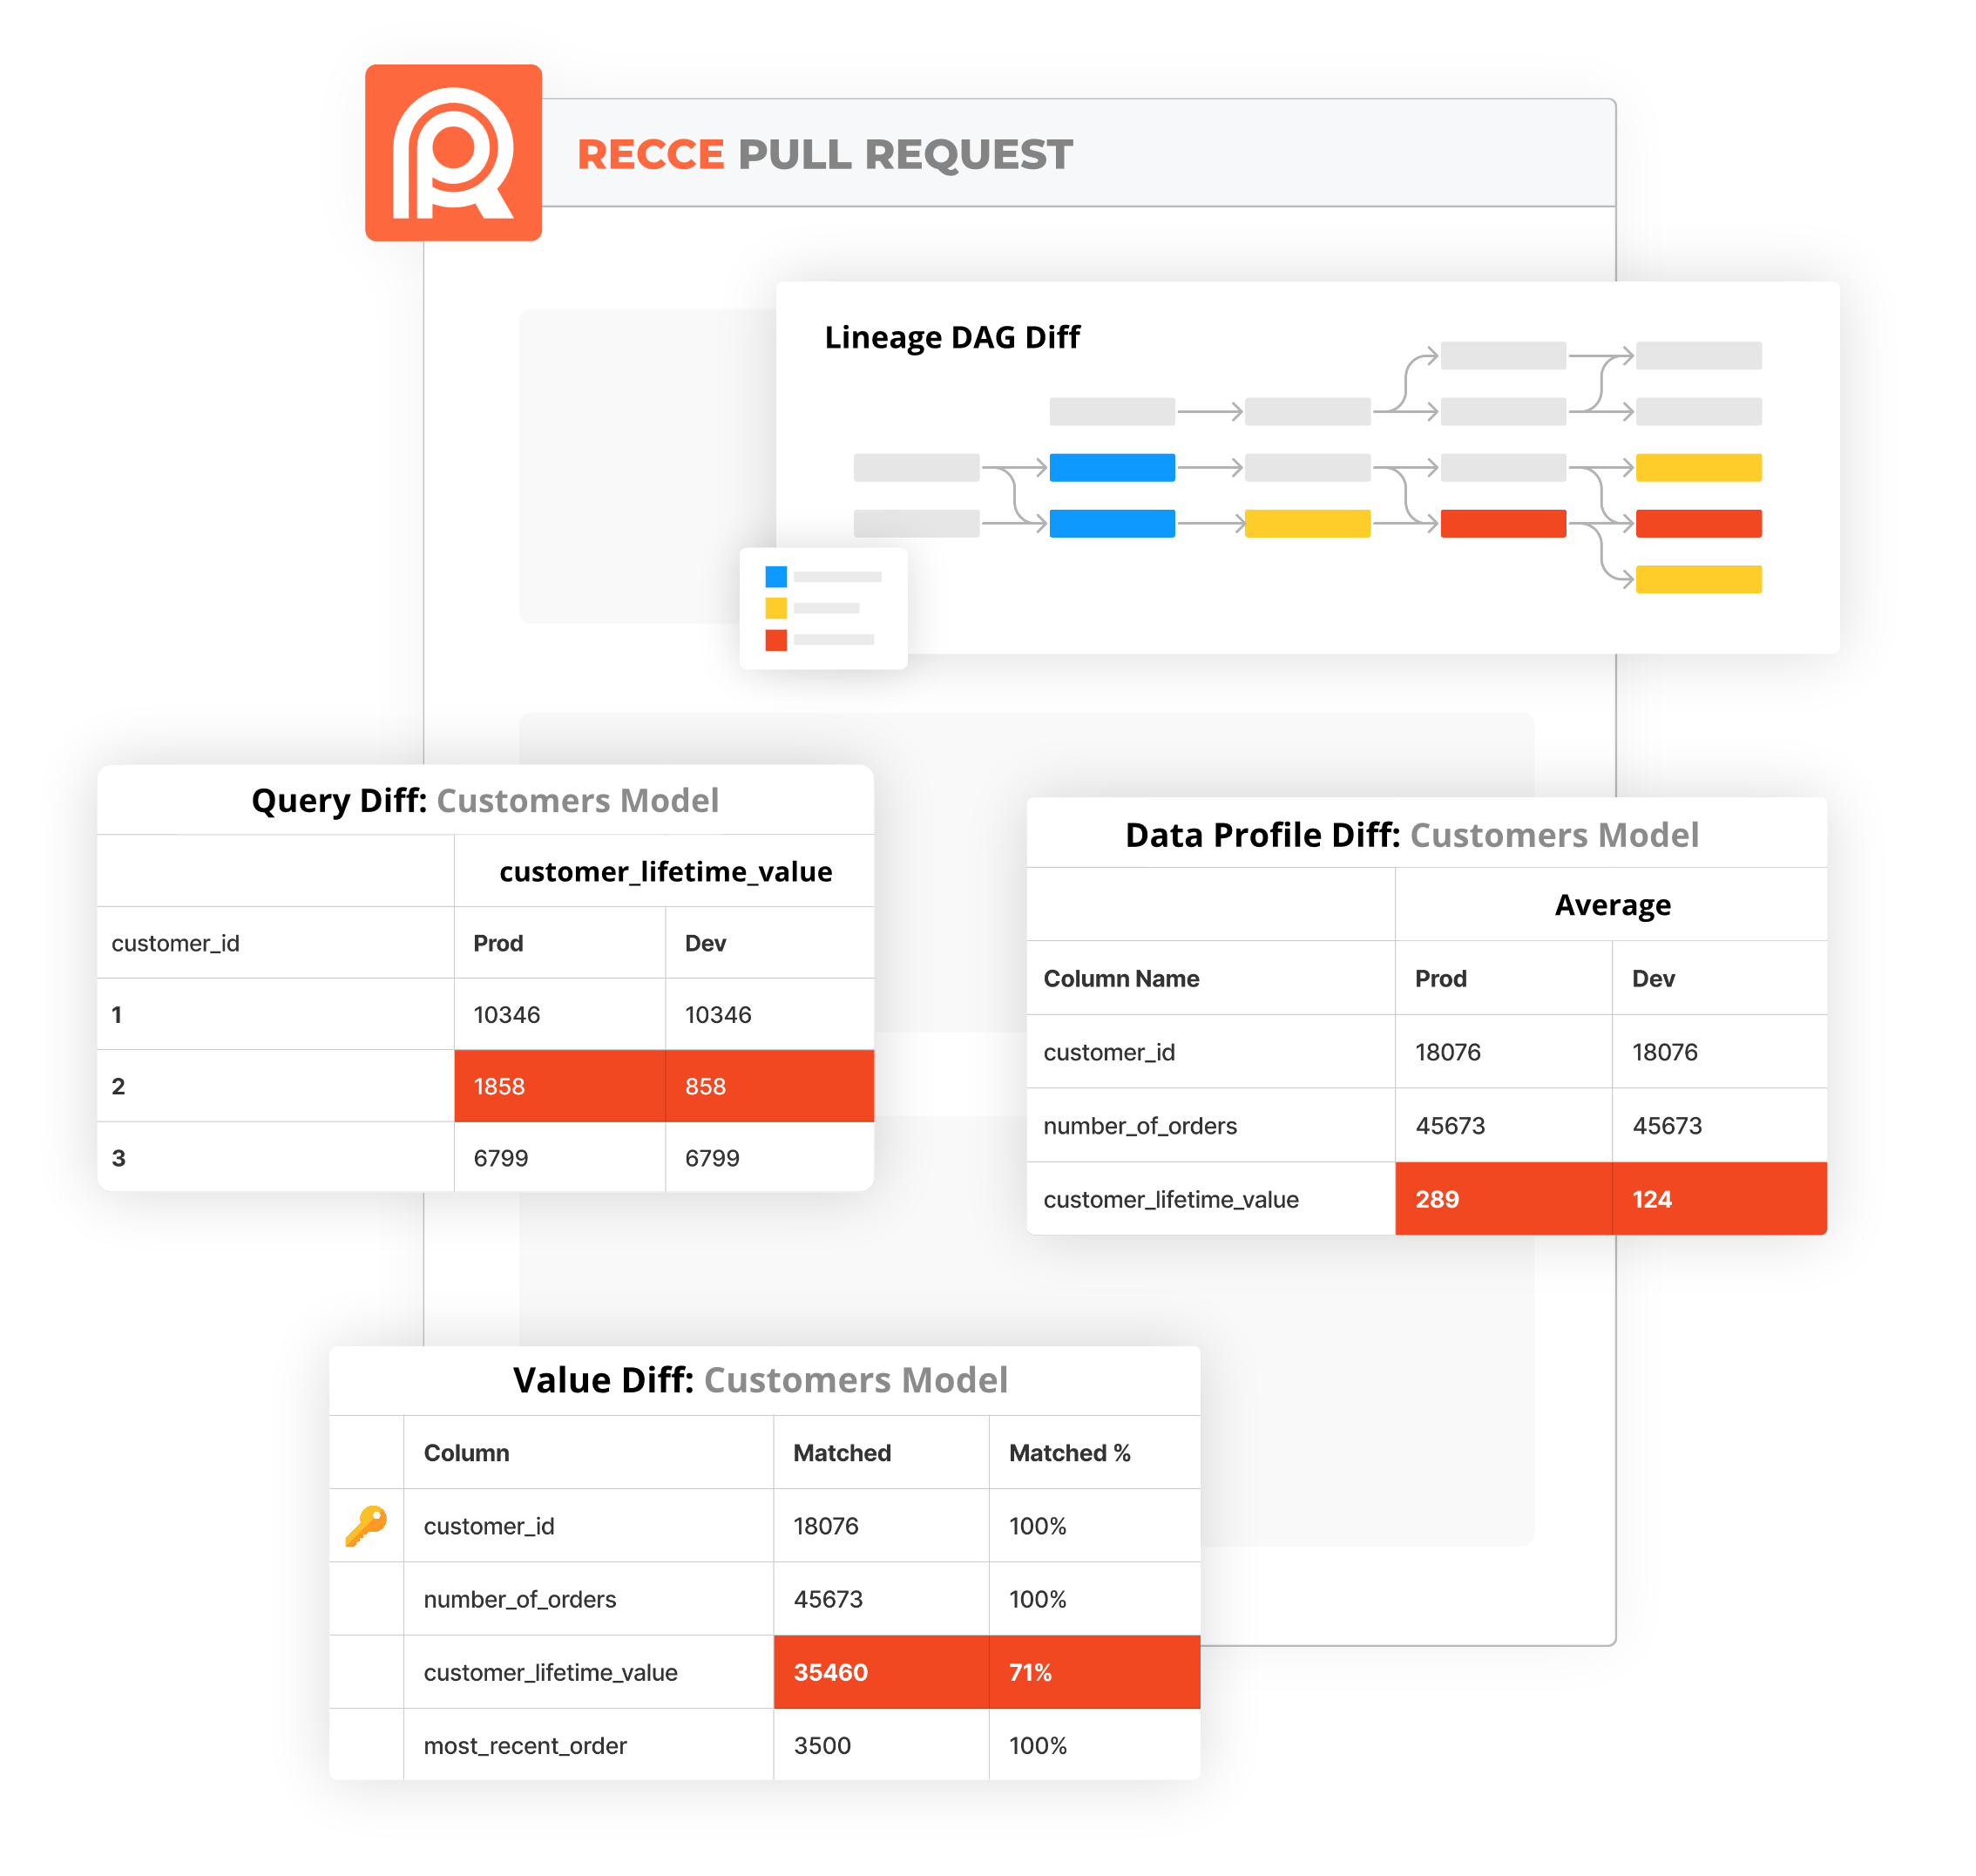 RECCE PULL REQUEST
Lineage DAG Diff
Query Diff: Customers Model
customer_lifetime_value
customer_id Prod Dev
1 10346 10346
2 1858 858
3 6799 6799
Data Profile Diff: Customers Model
Average
Column Name Prod Dev
customer_id 18076 18076
number_of_orders 45673 45673
customer_lifetime_value 289 124
Value Diff: Customers Model
Column Matched Matched %
customer_id 18076 100%
number_of_orders 45673 100%
customer_lifetime_value 35460 71%
most_recent_order 3500 100%